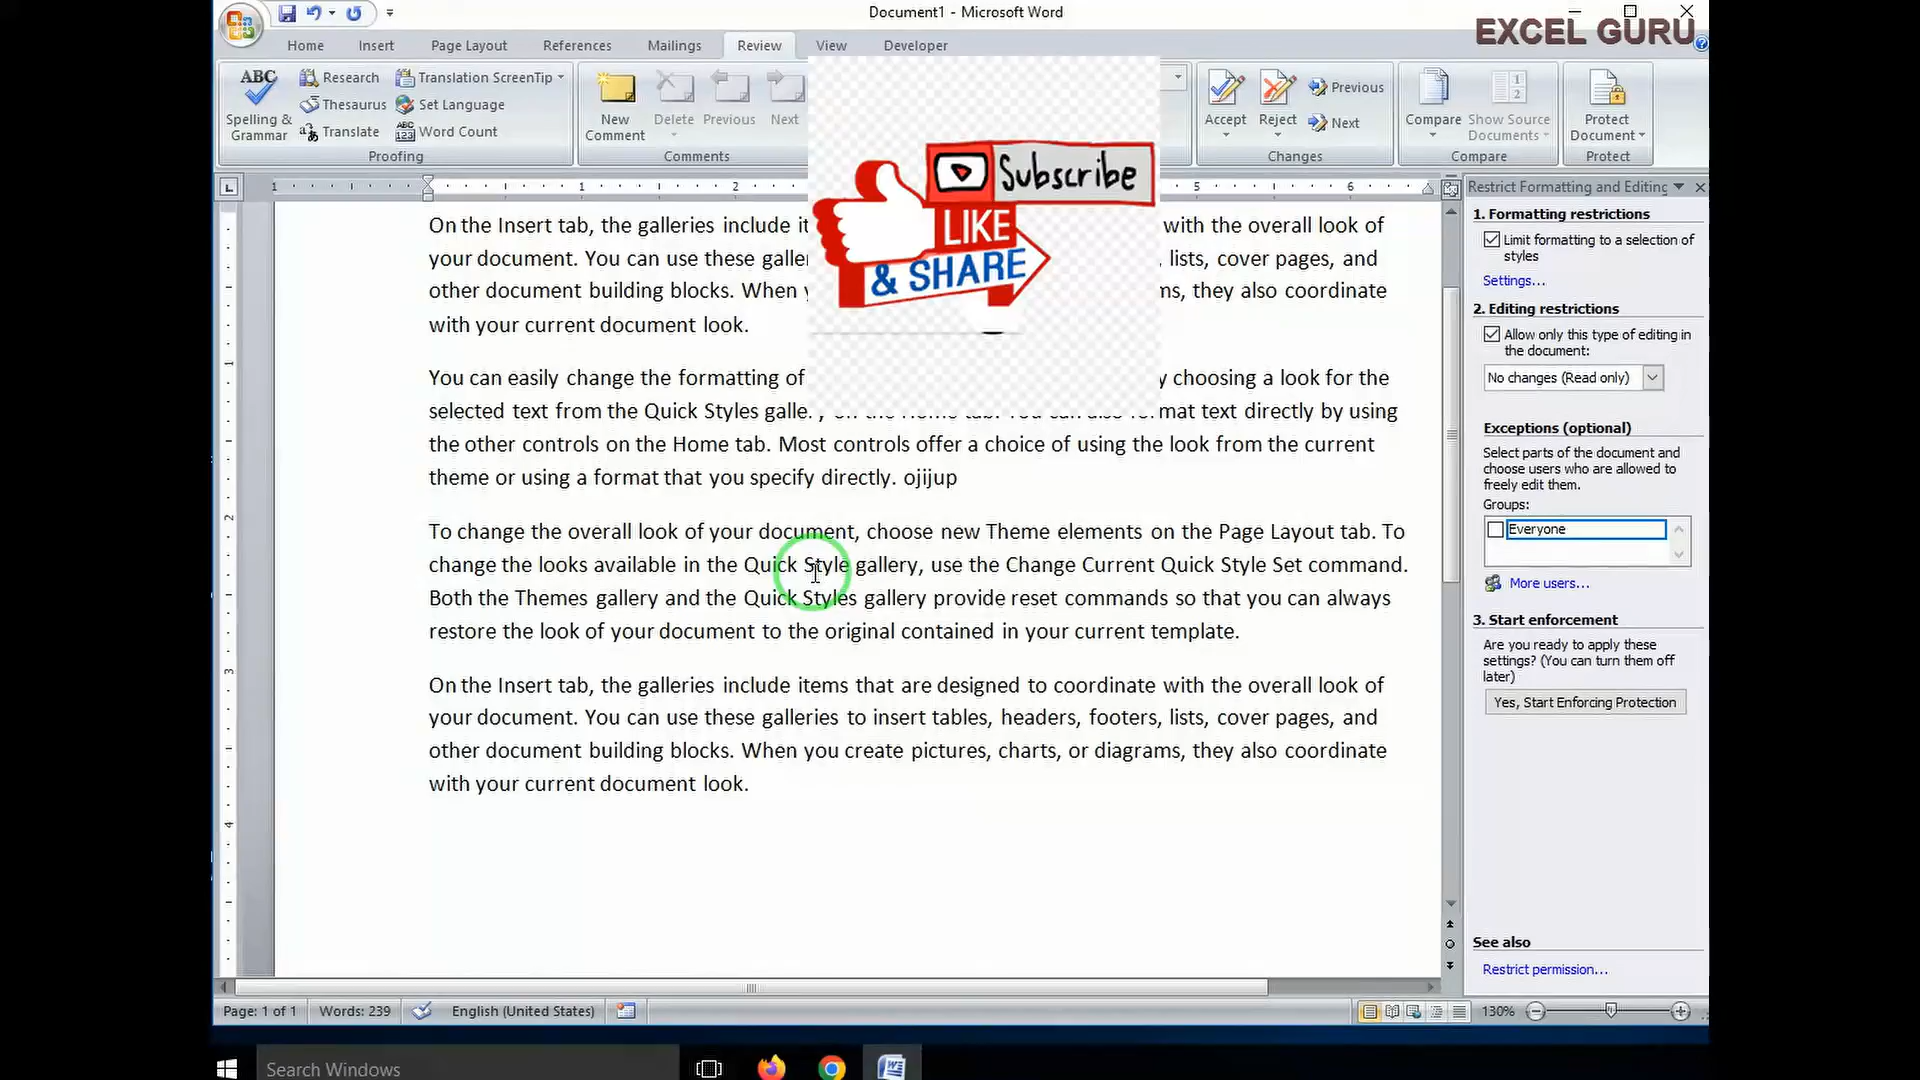 Document1 - Microsoft Word
EXCEL GURU
Home Insert Page Layout References Mailings Review View Developer
ABC
Spelling & Grammar
Research
Thesaurus
Translate
Translation ScreenTip
Set Language
Word Count
Proofing
New Comment
Delete
Previous
Next
Comments
Accept
Reject
Previous
Next
Changes
Compare
Show Source Documents
Compare
Protect Document
Protect
Subscribe
LIKE
& SHARE
1 1 2 5 6
On the Insert tab, the galleries include with the overall look of
your document. You can use these , lists, cover pages, and
other document building blocks. When they also coordinate
with your current document look.
You can easily change the formatting of choosing a look for the
selected text from the Quick Styles text directly by using
the other controls on the Home tab. Most controls offer a choice of using the look from the current
theme or using a format that you specify directly. ojijup
To change the overall look of your document, choose new Theme elements on the Page Layout tab. To
change the looks available in the Quick Style gallery, use the Change Current Quick Style Set command.
Both the Themes gallery and the Quick Styles gallery provide reset commands so that you can always
restore the look of your document to the original contained in your current template.
On the Insert tab, the galleries include items that are designed to coordinate with the overall look of
your document. You can use these galleries to insert tables, headers, footers, lists, cover pages, and
other document building blocks. When you create pictures, charts, or diagrams, they also coordinate
with your current document look.
Restrict Formatting and Editing
1. Formatting restrictions
Limit formatting to a selection of
styles
Settings...
2. Editing restrictions
Allow only this type of editing in
the document:
No changes (Read only)
Exceptions (optional)
Select parts of the document and
choose users who are allowed to
freely edit them.
Groups:
Everyone
More users...
3. Start enforcement
Are you ready to apply these
settings? (You can turn them off
later)
Yes, Start Enforcing Protection
See also
Restrict permission...
Page: 1 of 1 Words: 239 English (United States) 130%
Search Windows